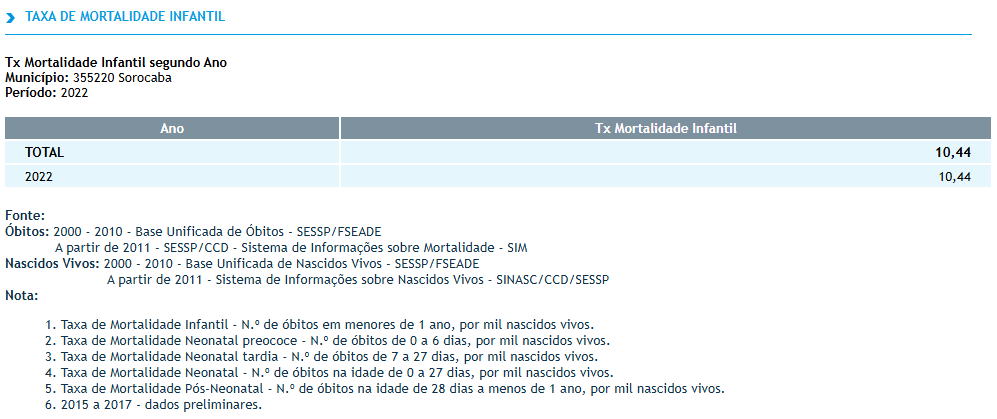 TAXA DE MORTALIDADE INFANTIL
Tx Mortalidade Infantil segundo Ano
Município: 355220 Sorocaba
Período: 2022
Ano Tx Mortalidade Infantil
TOTAL 10,44
2022 10,44
Fonte:
Óbitos: 2000 - 2010 - Base Unificada de Óbitos - SESSP/FSEADE
A partir de 2011 - SESSP/CCD - Sistema de Informações sobre Mortalidade - SIM
Nascidos Vivos: 2000 - 2010 - Base Unificada de Nascidos Vivos - SESSP/FSEADE
A partir de 2011 - Sistema de Informações sobre Nascidos Vivos - SINASC/CCD/SESSP
Nota:
1. Taxa de Mortalidade Infantil - N.º de óbitos em menores de 1 ano, por mil nascidos vivos.
2. Taxa de Mortalidade Neonatal preococe - N.º de óbitos de 0 a 6 dias, por mil nascidos vivos.
3. Taxa de Mortalidade Neonatal tardia - N.º de óbitos de 7 a 27 dias, por mil nascidos vivos.
4. Taxa de Mortalidade Neonatal - N.º de óbitos na idade de 0 a 27 dias, por mil nascidos vivos.
5. Taxa de Mortalidade Pós-Neonatal - N.º de óbitos na idade de 28 dias a menos de 1 ano, por mil nascidos vivos.
6. 2015 a 2017 - dados preliminares.